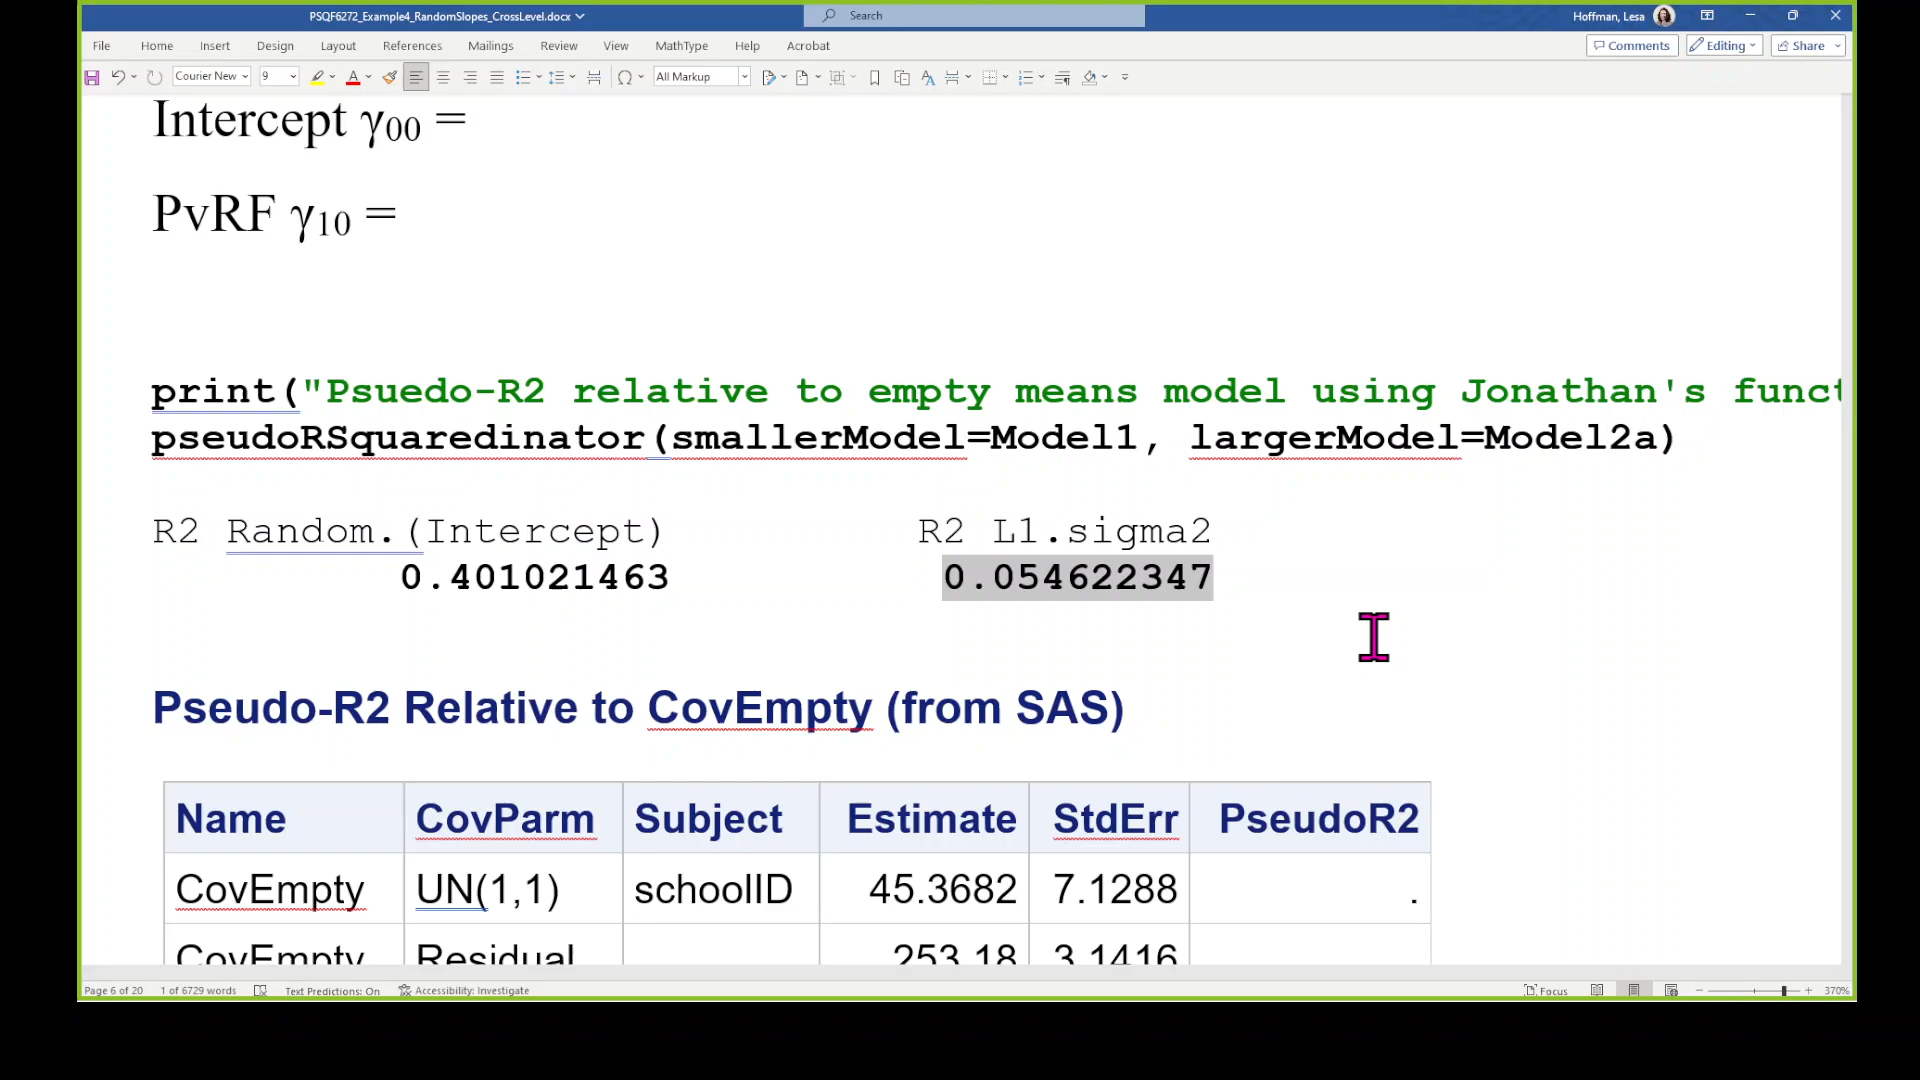 PSQF6272_Example4_RandomSlopes_CrossLevel.docx
Search
Hoffman, Lesa
File Home Insert Design Layout References Mailings Review View MathType Help Acrobat
Comments Editing Share
Courier New 9 All Markup
Intercept γ00 =
PvRF γ10 =
print("Psuedo-R2 relative to empty means model using Jonathan's funct
pseudoRSquaredinator(smallerModel=Model1, largerModel=Model2a)
R2 Random.(Intercept) R2 L1.sigma2
0.401021463 0.054622347
Pseudo-R2 Relative to CovEmpty (from SAS)
Name CovParm Subject Estimate StdErr PseudoR2
CovEmpty UN(1,1) schoolID 45.3682 7.1288 .
CovEmpty Residual 253.18 3.1416
Page 6 of 20 1 of 6729 words Text Predictions: On Accessibility: Investigate Focus 370%